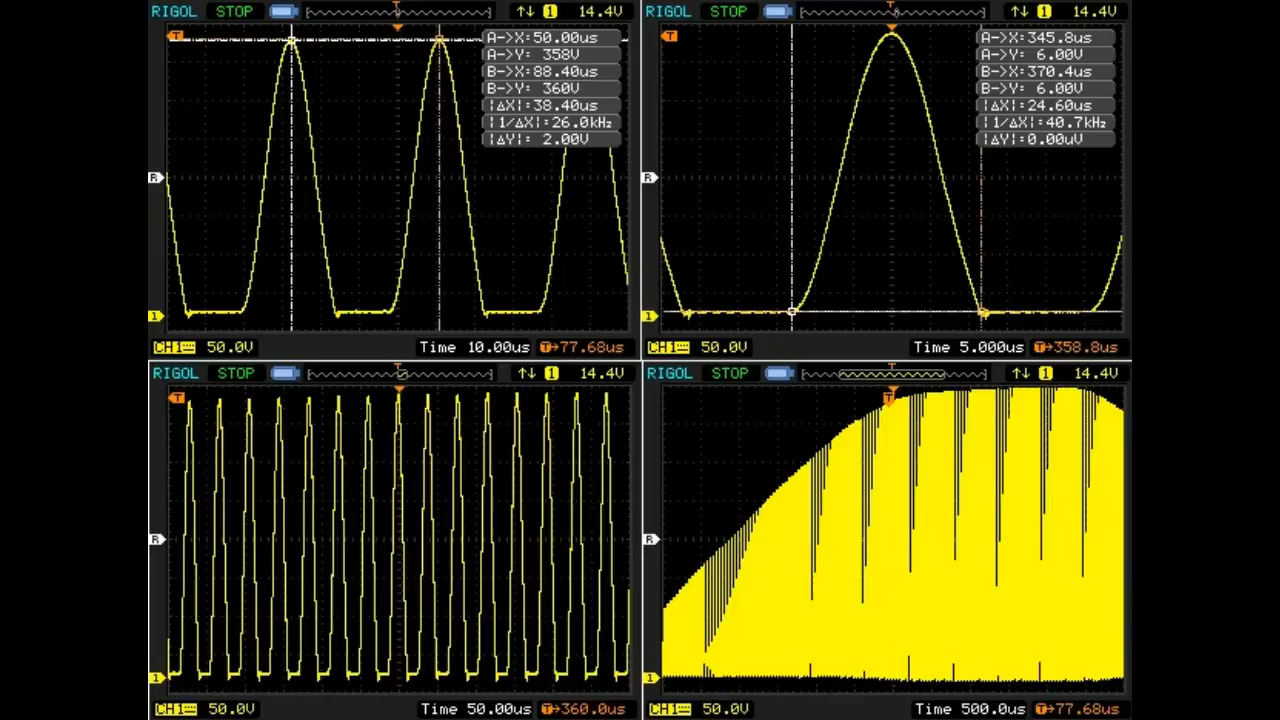 RIGOL STOP T ↑↓ 1 14.4V
T
A->X:50.00us
A->Y: 358V
B->X:88.40us
B->Y: 360V
|ΔX|:38.40us
|1/ΔX|:26.0kHz
|ΔY|: 2.00V
R
1
CH1 50.0V Time 10.00us T→77.68us
RIGOL STOP T ↑↓ 1 14.4V
T
A->X:345.8us
A->Y: 6.00V
B->X:370.4us
B->Y: 6.00V
|ΔX|:24.60us
|1/ΔX|:40.7kHz
|ΔY|:0.00uV
R
1
CH1 50.0V Time 5.000us T→358.8us
RIGOL STOP T ↑↓ 1 14.4V
T
R
1
CH1 50.0V Time 50.00us T→360.0us
RIGOL STOP T ↑↓ 1 14.4V
T
R
1
CH1 50.0V Time 500.0us T→77.68us